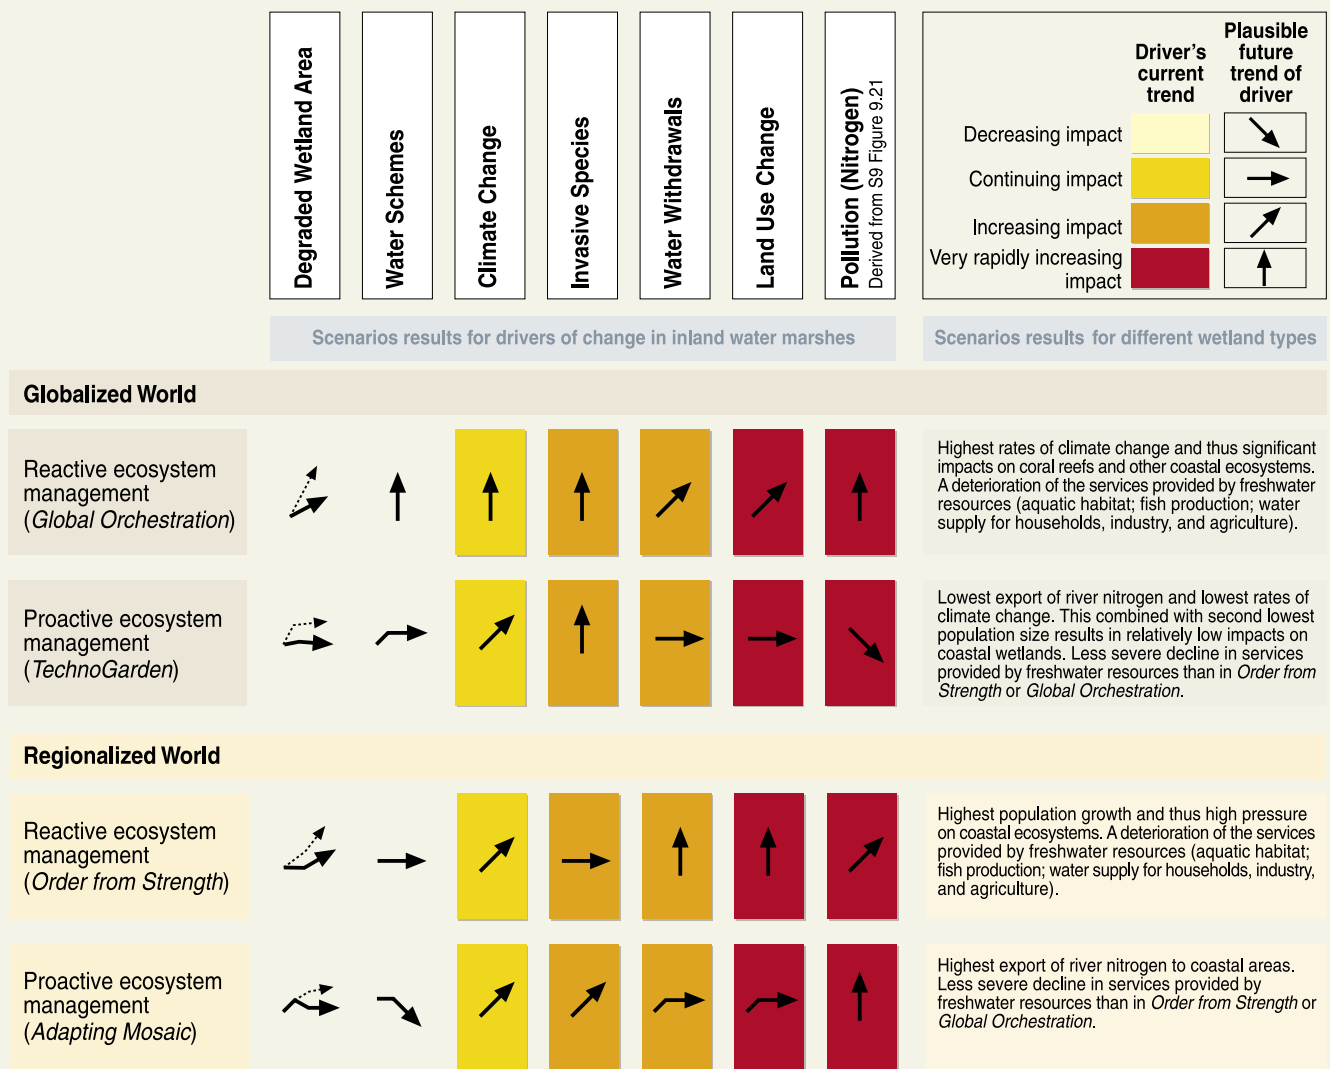 Degraded Wetland Area
Water Schemes
Climate Change
Invasive Species
Water Withdrawals
Land Use Change
Pollution (Nitrogen)
Derived from S9 Figure 9.21
Driver's
current
trend
Plausible
future
trend of
driver
Decreasing impact
Continuing impact
Increasing impact
Very rapidly increasing
impact
Scenarios results for drivers of change in inland water marshes
Scenarios results for different wetland types
Globalized World
Reactive ecosystem
management
(Global Orchestration)
Highest rates of climate change and thus significant
impacts on coral reefs and other coastal ecosystems.
A deterioration of the services provided by freshwater
resources (aquatic habitat; fish production; water
supply for households, industry, and agriculture).
Proactive ecosystem
management
(TechnoGarden)
Lowest export of river nitrogen and lowest rates of
climate change. This combined with second lowest
population size results in relatively low impacts on
coastal wetlands. Less severe decline in services
provided by freshwater resources than in Order from
Strength or Global Orchestration.
Regionalized World
Reactive ecosystem
management
(Order from Strength)
Highest population growth and thus high pressure
on coastal ecosystems. A deterioration of the services
provided by freshwater resources (aquatic habitat;
fish production; water supply for households, industry,
and agriculture).
Proactive ecosystem
management
(Adapting Mosaic)
Highest export of river nitrogen to coastal areas.
Less severe decline in services provided by
freshwater resources than in Order from Strength or
Global Orchestration.